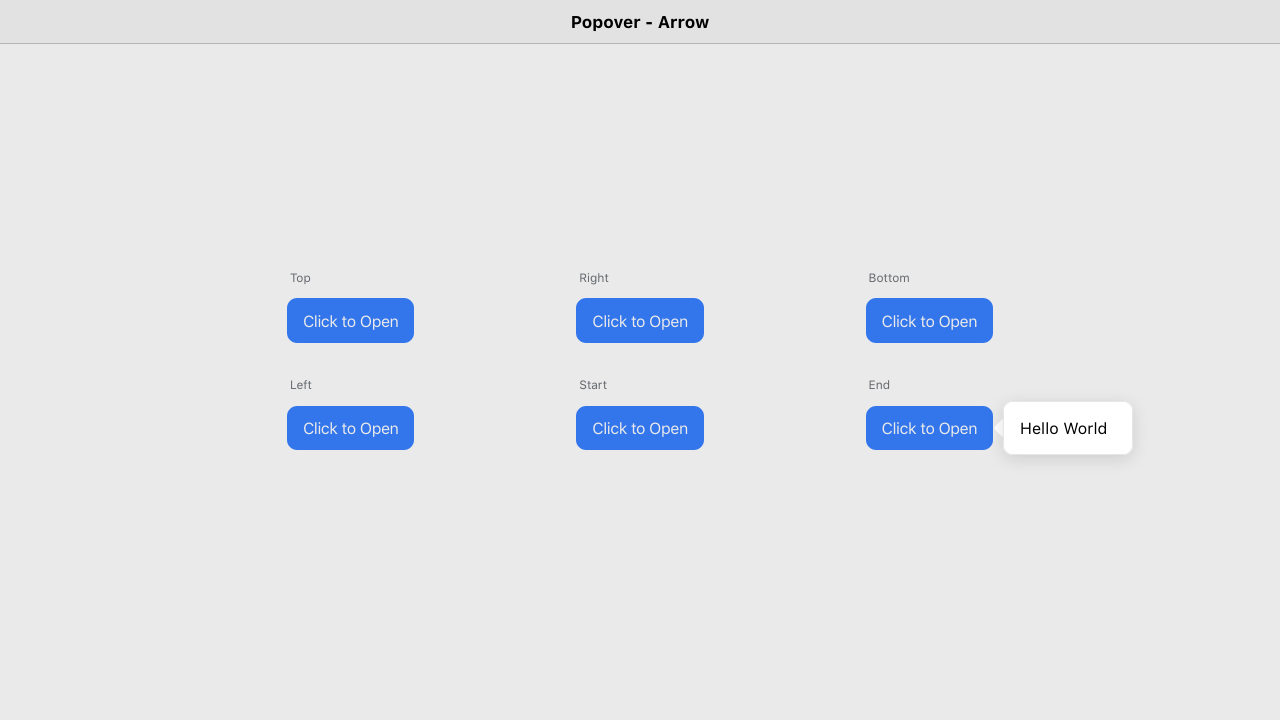 Popover - Arrow
Top
Right
Bottom
Click to Open
Click to Open
Click to Open
Left
Start
End
Click to Open
Click to Open
Click to Open
Hello World